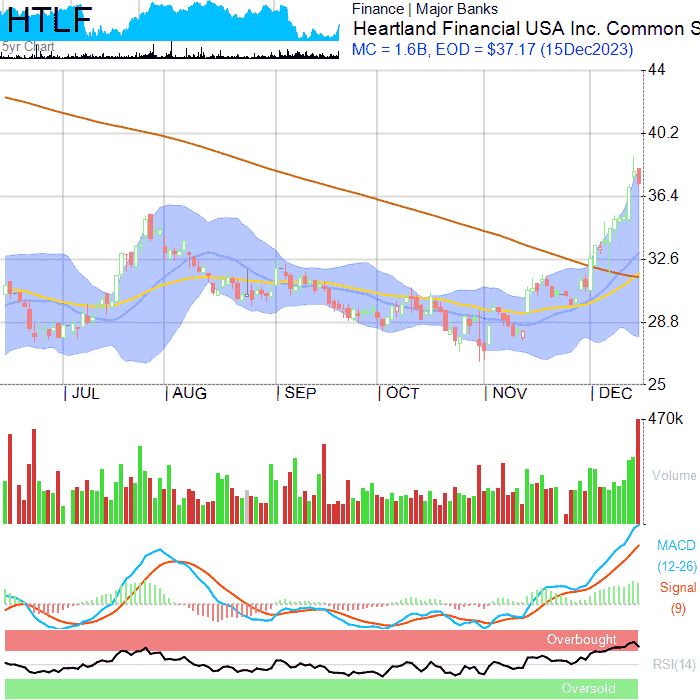 HTLF
5yr Chart
Finance | Major Banks
Heartland Financial USA Inc. Common S
MC = 1.6B, EOD = $37.17 (15Dec2023)
44
40.2
36.4
32.6
28.8
25
JUL AUG SEP OCT NOV DEC
470k
Volume
MACD
(12-26)
Signal
(9)
Overbought
RSI(14)
Oversold